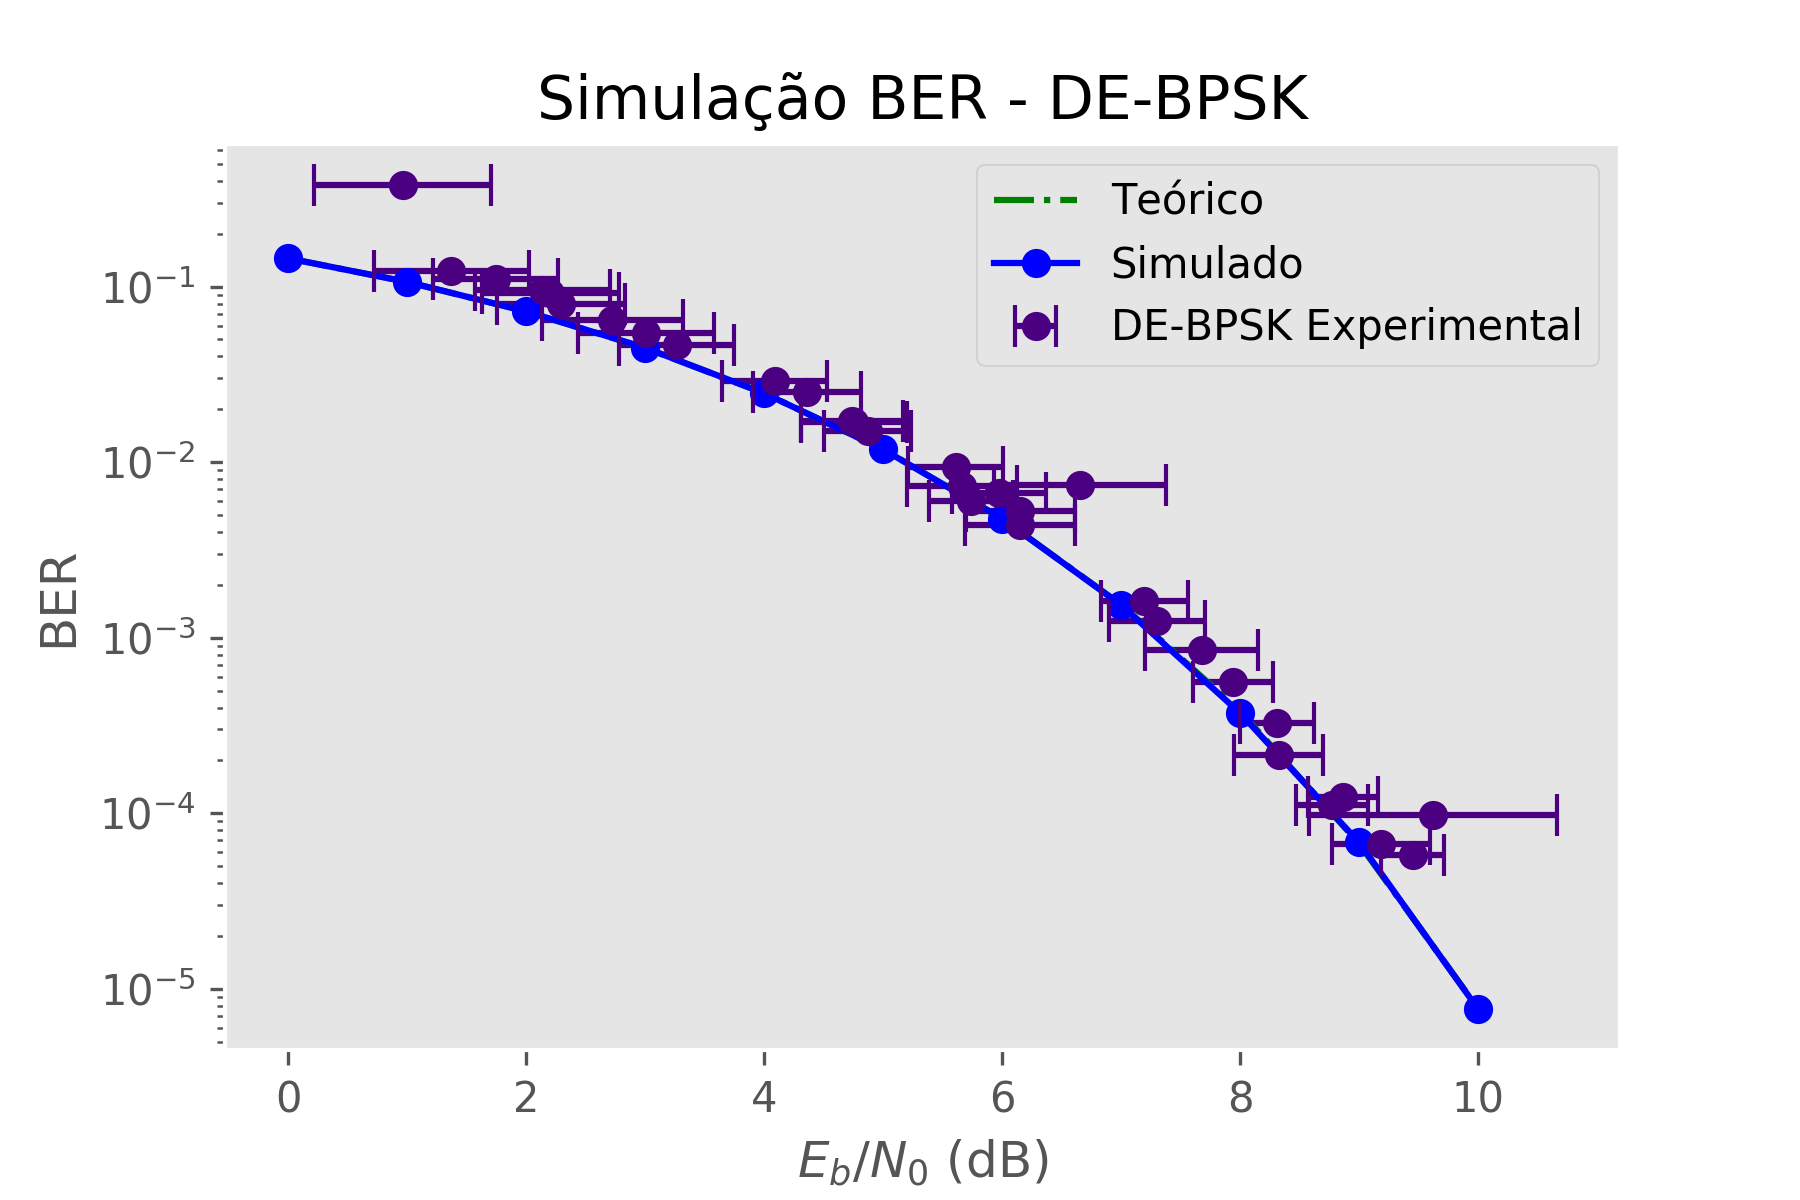 Simulação BER - DE-BPSK
Teórico
Simulado
DE-BPSK Experimental
BER
10⁻¹
10⁻²
10⁻³
10⁻⁴
10⁻⁵
0 2 4 6 8 10
E_b/N_0 (dB)